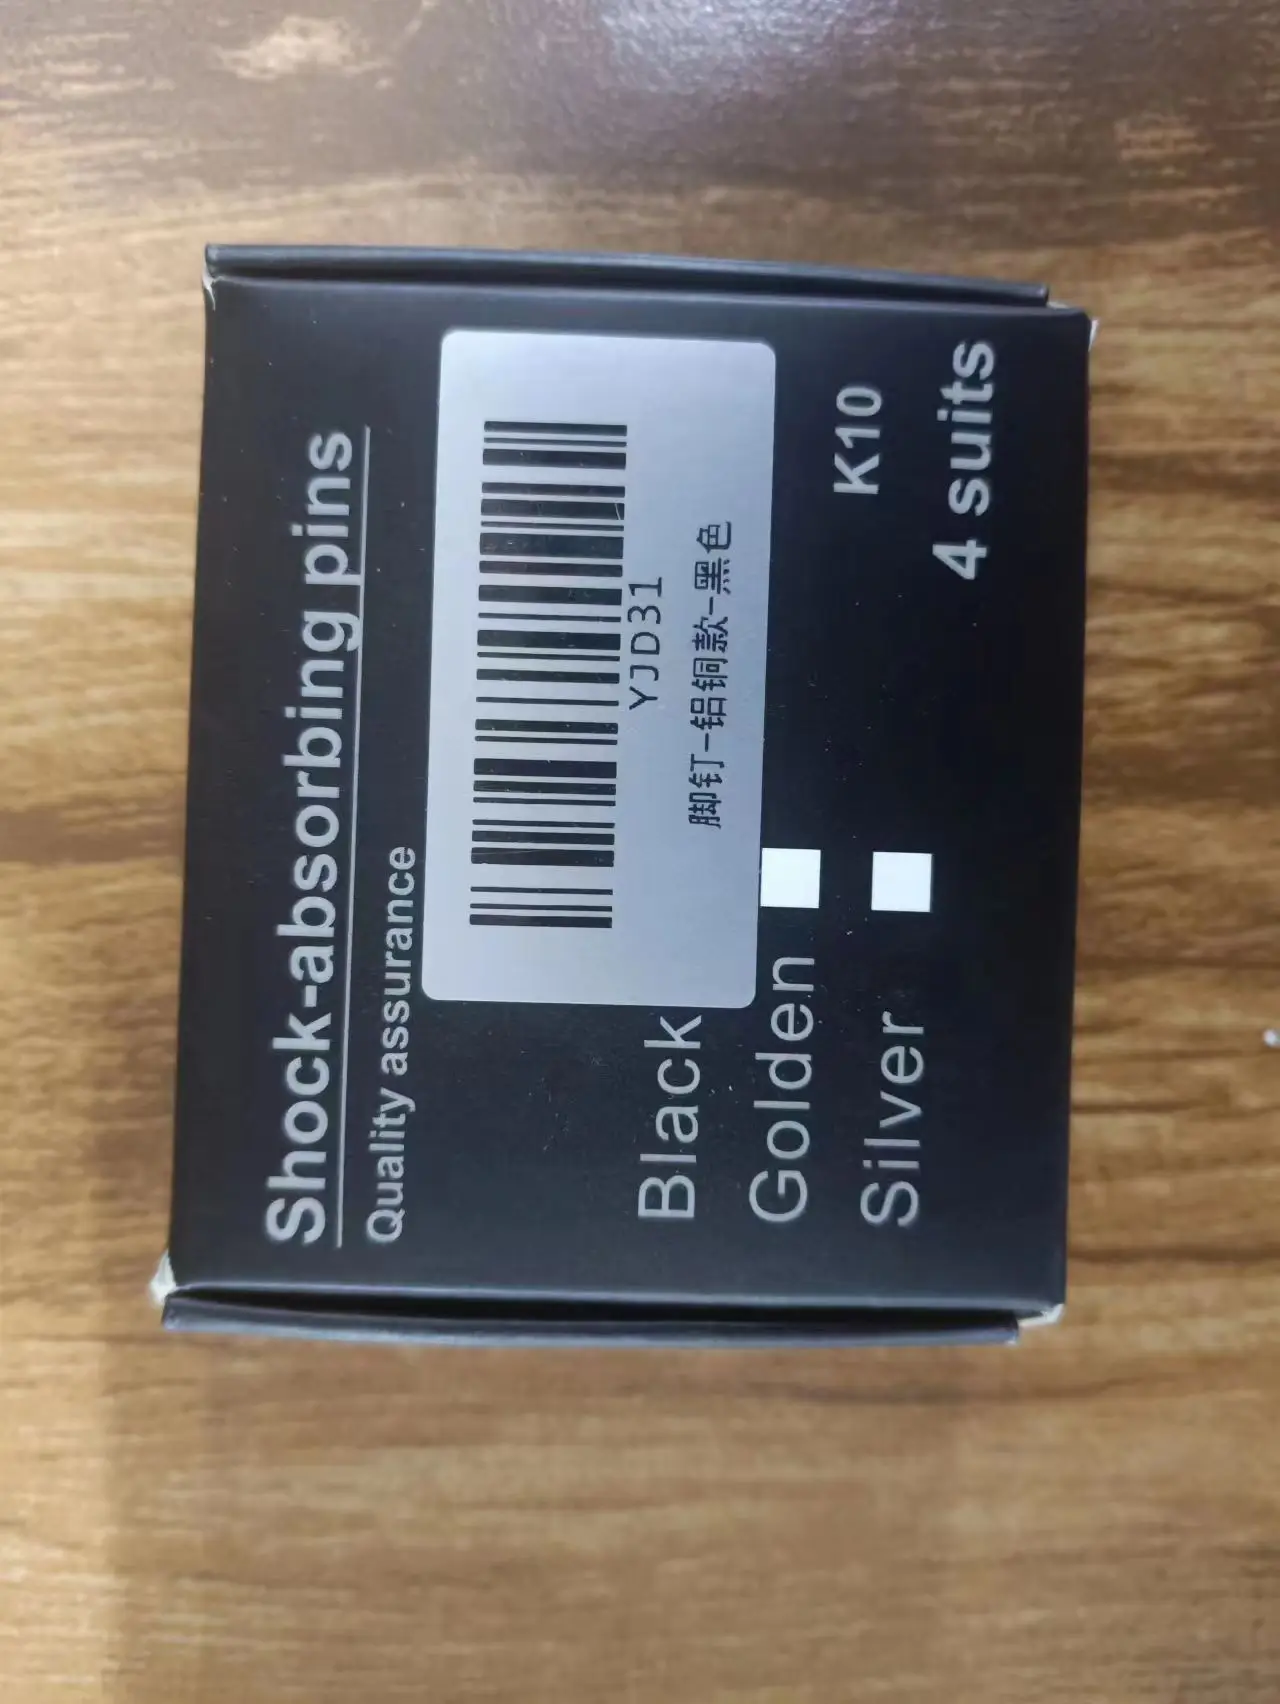 Shock-absorbing pins
Quality assurance
YJD31
脚钉-铝铜款-黑色
Black
Golden
Silver
K10
4 suits